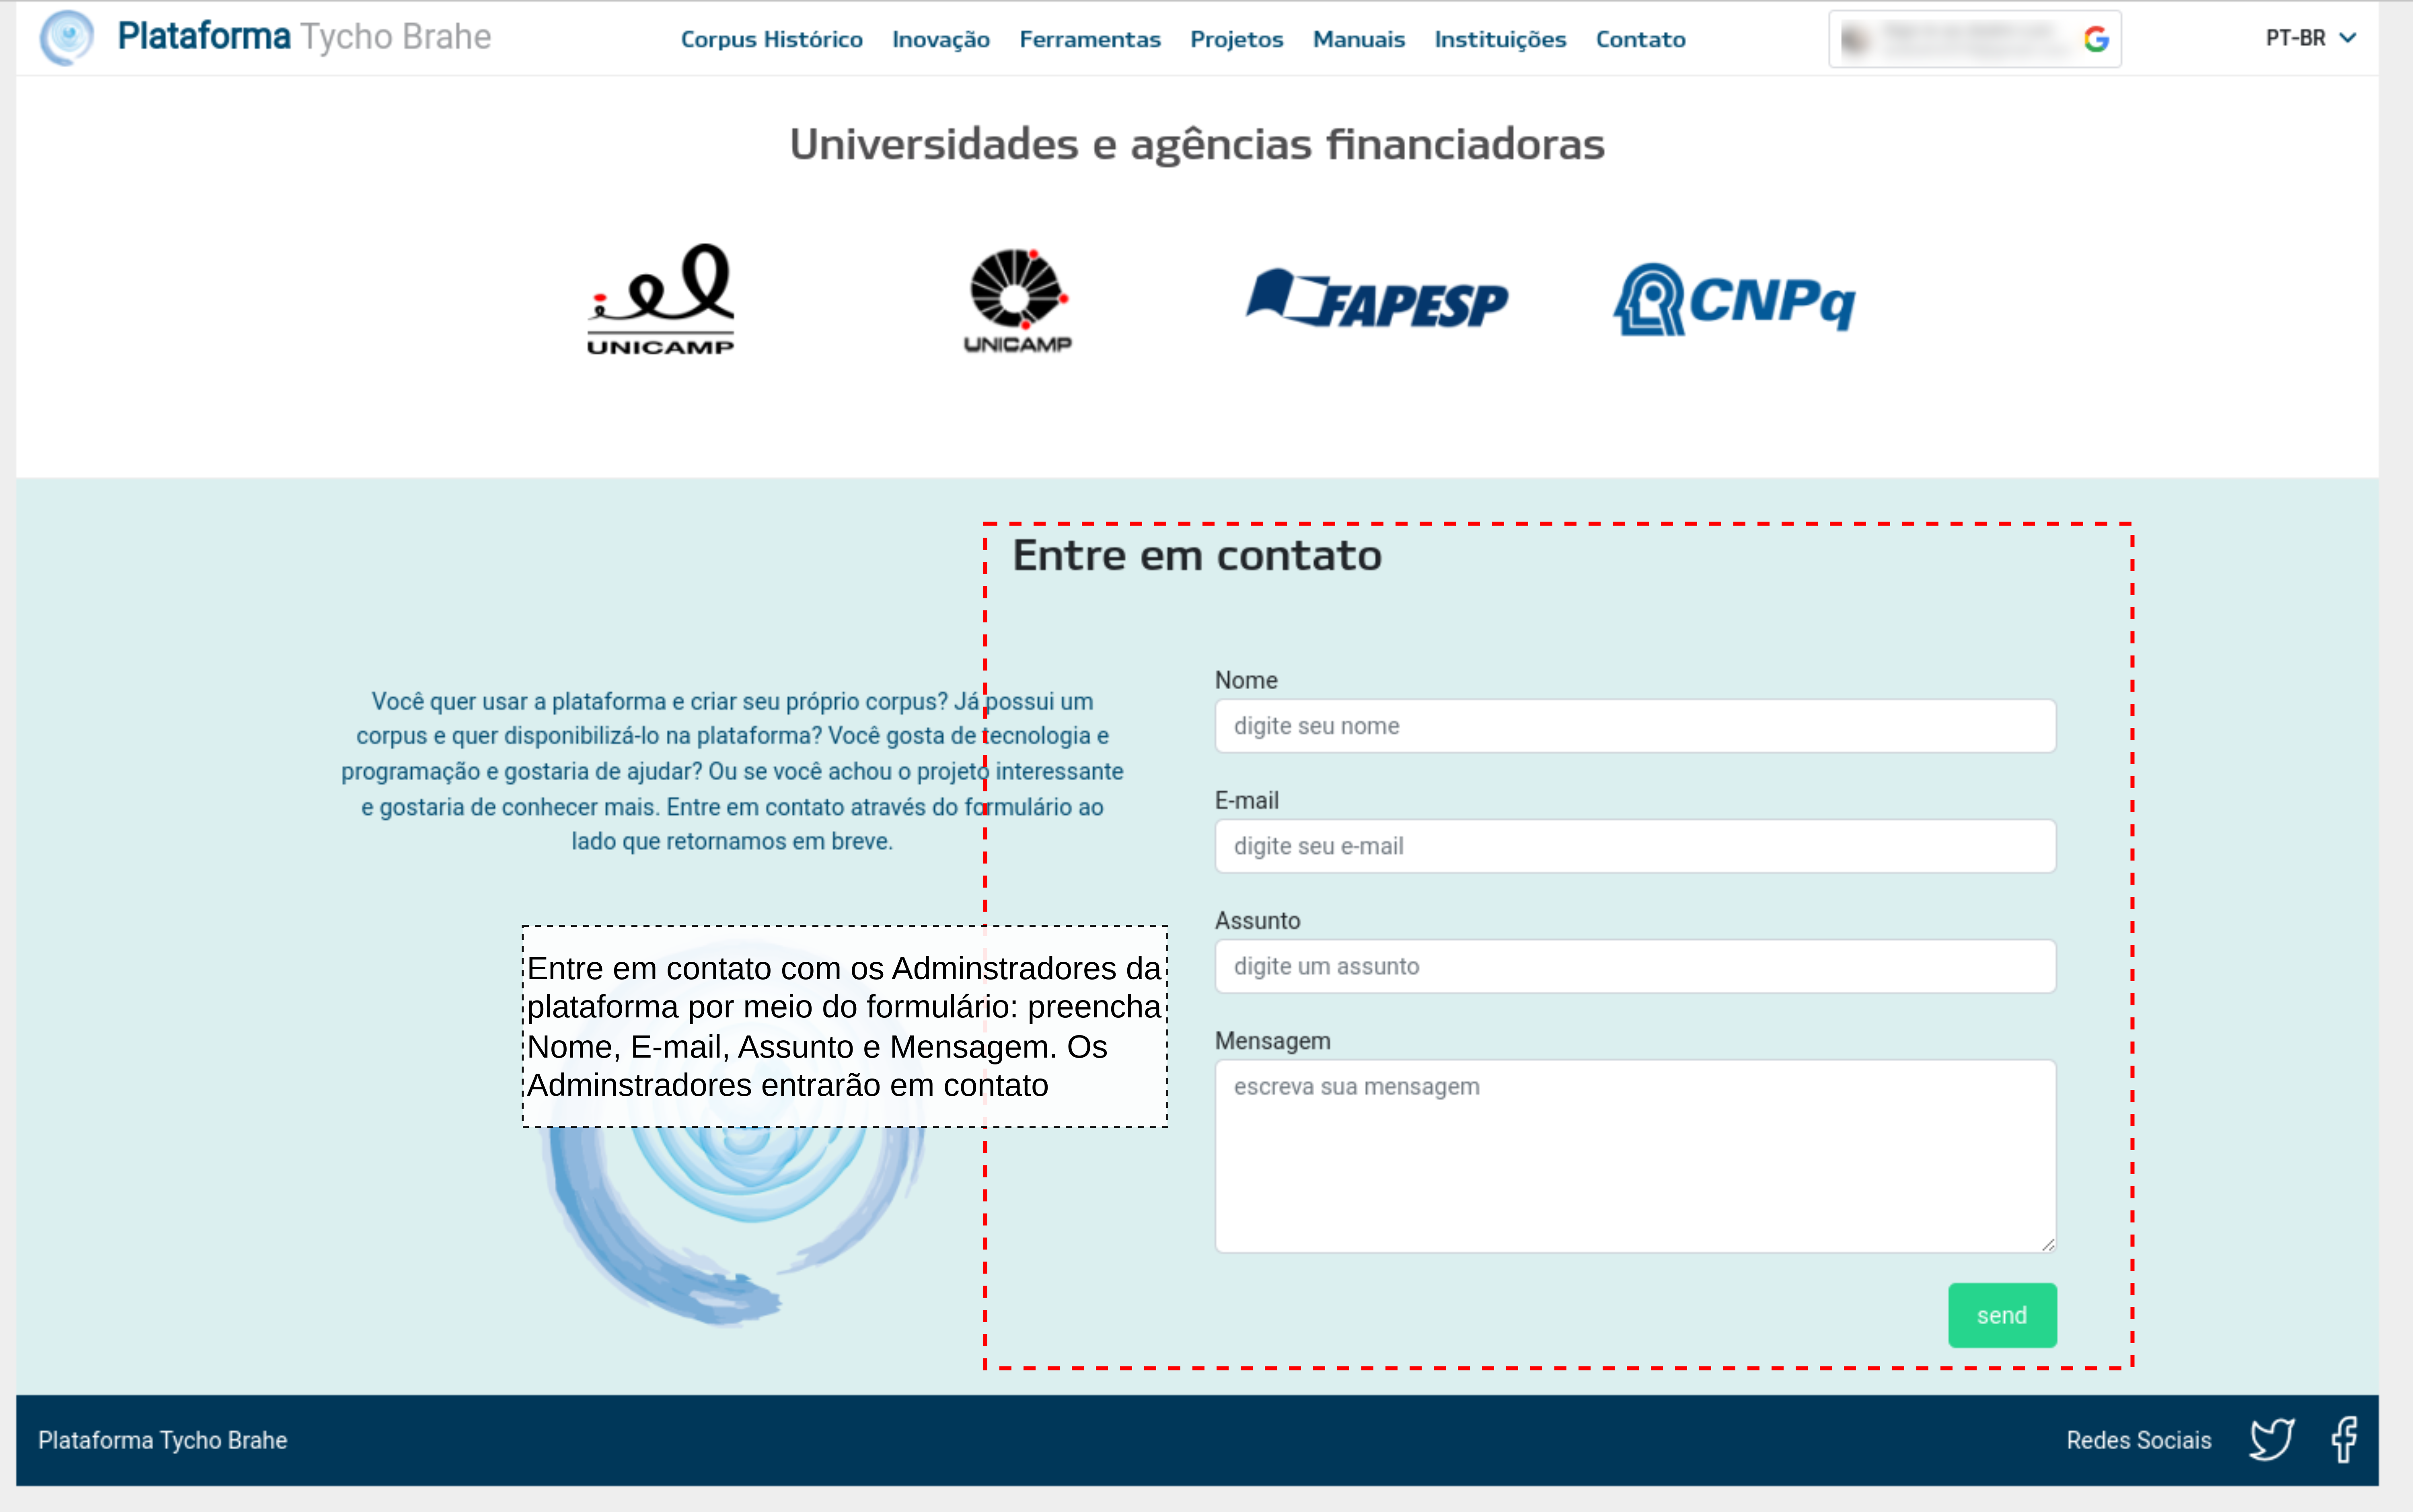 Plataforma Tycho Brahe
Corpus Histórico Inovação Ferramentas Projetos Manuais Instituições Contato
PT-BR
Universidades e agências financiadoras
UNICAMP
UNICAMP
FAPESP
CNPq
Entre em contato
Você quer usar a plataforma e criar seu próprio corpus? Já possui um
corpus e quer disponibilizá-lo na plataforma? Você gosta de tecnologia e
programação e gostaria de ajudar? Ou se você achou o projeto interessante
e gostaria de conhecer mais. Entre em contato através do formulário ao
lado que retornamos em breve.
Entre em contato com os Adminstradores da
plataforma por meio do formulário: preencha
Nome, E-mail, Assunto e Mensagem. Os
Adminstradores entrarão em contato
Nome
digite seu nome
E-mail
digite seu e-mail
Assunto
digite um assunto
Mensagem
escreva sua mensagem
send
Plataforma Tycho Brahe
Redes Sociais